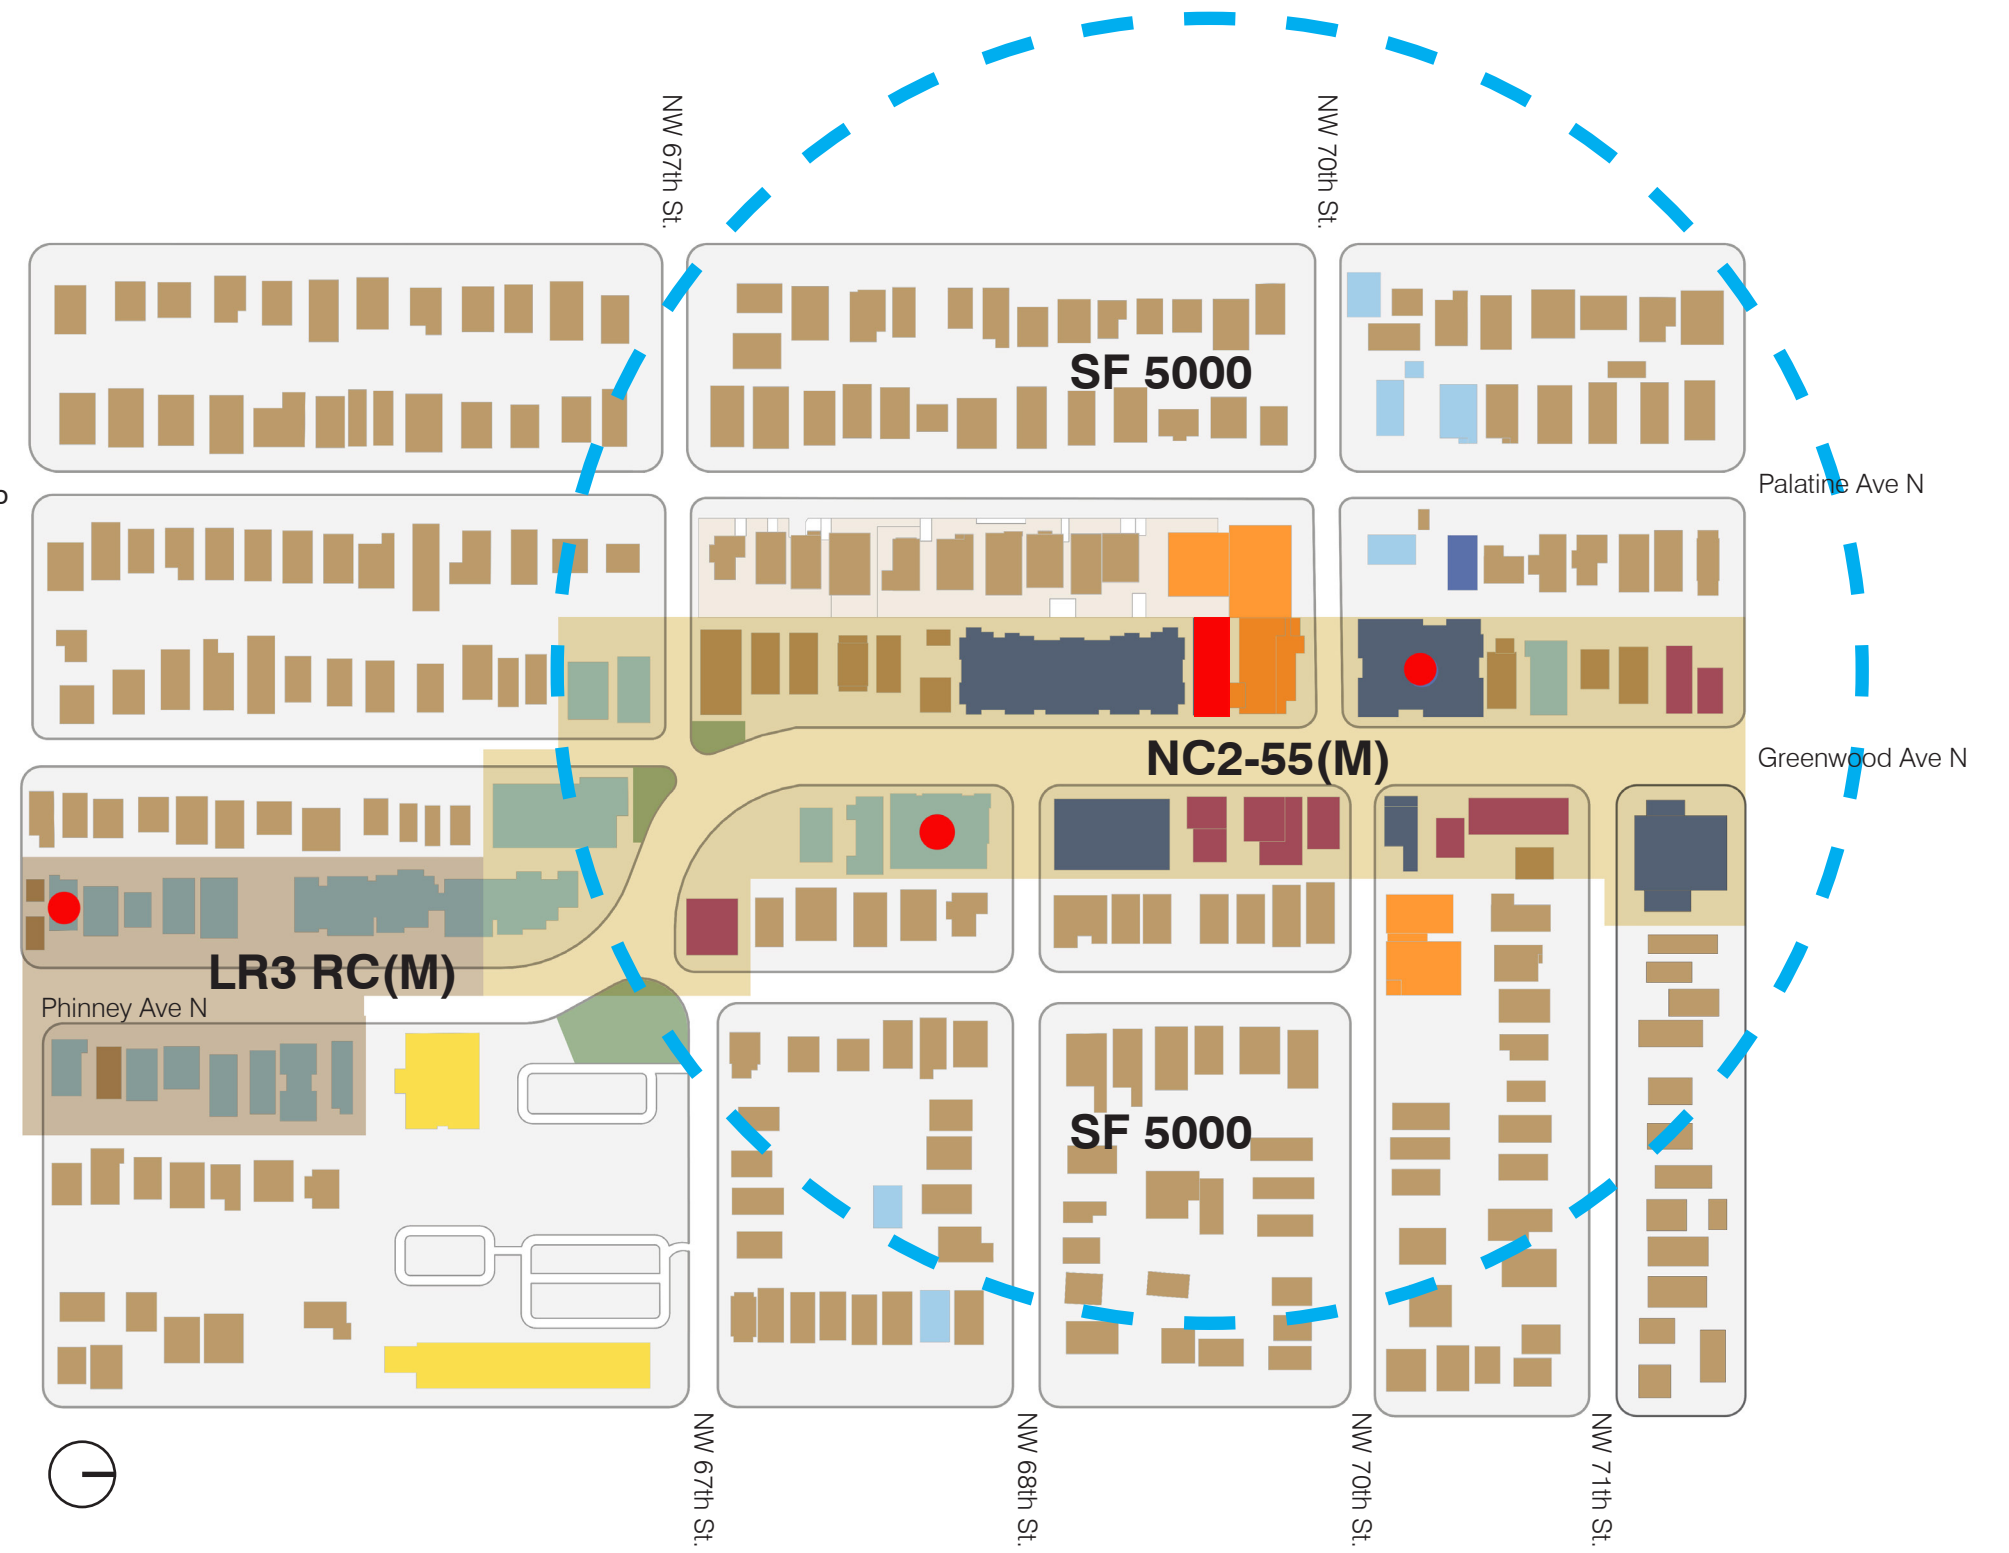 NW 67th St.
NW 70th St.
SF 5000
Palatine Ave N
NC2-55(M)
Greenwood Ave N
LR3 RC(M)
Phinney Ave N
SF 5000
NW 67th St.
NW 68th St.
NW 70th St.
NW 71th St.